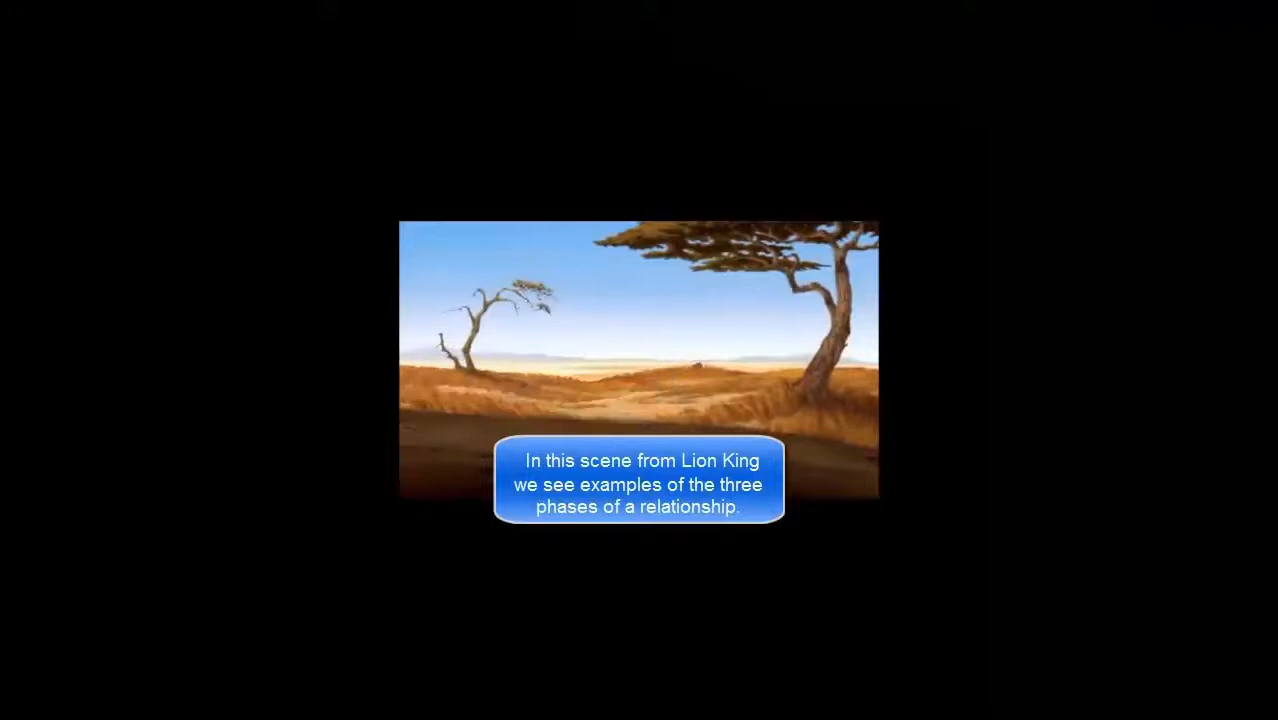 In this scene from Lion King
we see examples of the three
phases of a relationship.